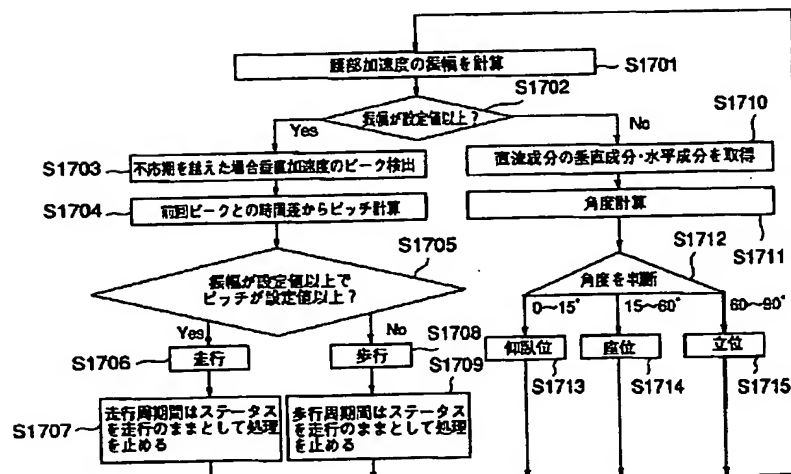 腰部加速度の振幅を計算
S1701
S1702
振幅が設定値以上?
Yes
No
S1710
S1703
不応期を越えた場合垂直加速度のピーク検出
直流成分の垂直成分・水平成分を取得
S1704
前回ピークとの時間差からピッチ計算
角度計算
S1711
S1705
振幅が設定値以上で
ピッチが設定値以上?
S1712
角度を判断
0~15°
15~60°
60~90°
Yes
No
S1706
走行
歩行
S1708
仰臥位
座位
立位
S1713
S1714
S1715
S1709
S1707
走行周期間はステータス
を走行のままとして処理
を止める
歩行周期間はステータス
を走行のままとして処理
を止める